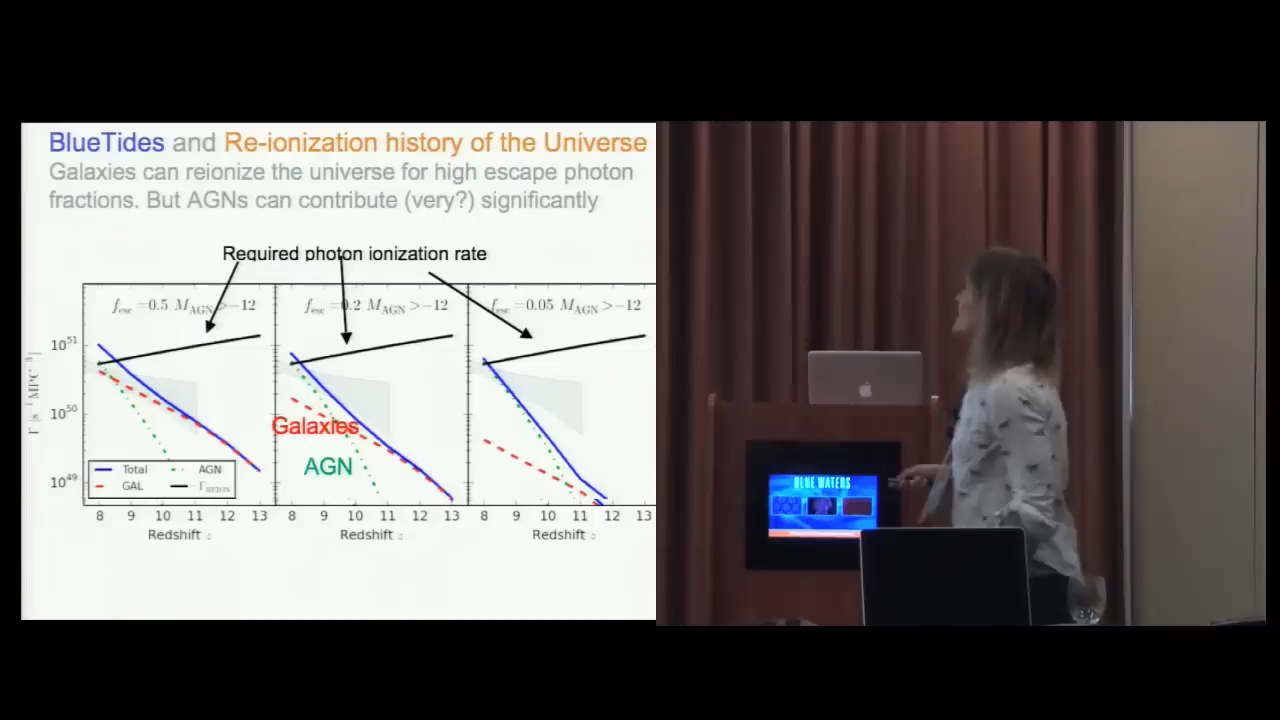 BlueTides and Re-ionization history of the Universe
Galaxies can reionize the universe for high escape photon
fractions. But AGNs can contribute (very?) significantly
Required photon ionization rate
f_esc =0.5 M_AGN >−12
f_esc =0.2 M_AGN >−12
f_esc =0.05 M_AGN >−12
10^51
10^50
10^49
Γ [s^−1 MPC^−3]
Galaxies
AGN
Total
AGN
GAL
Γ_REION
8 9 10 11 12 13
8 9 10 11 12 13
8 9 10 11 12 13
Redshift z
Redshift z
Redshift z
BLUE WATERS